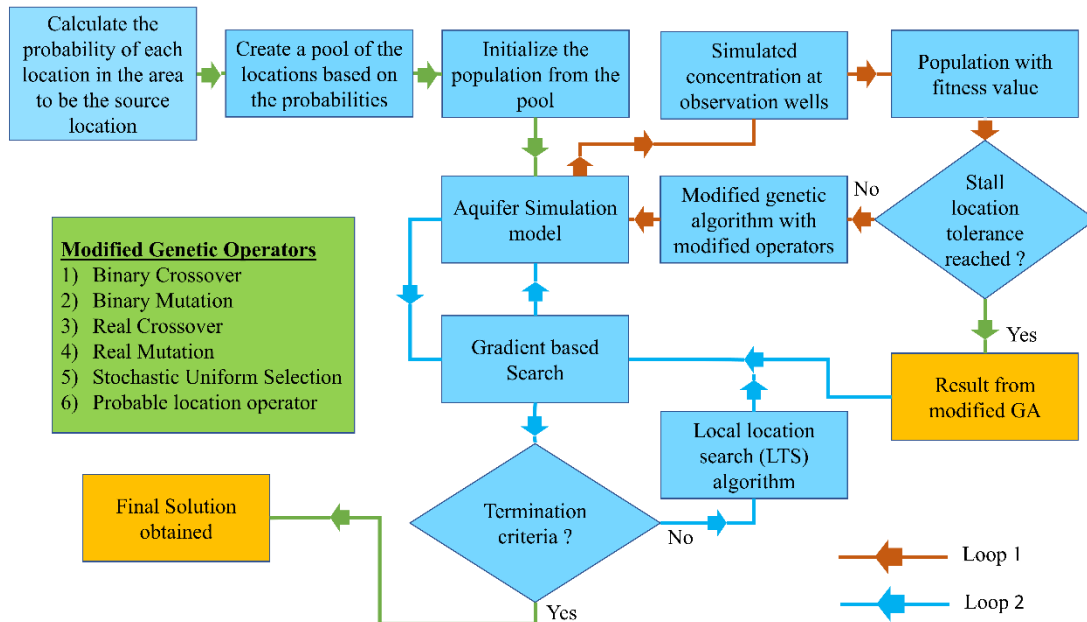 Calculate the
probability of each
location in the area
to be the source
location
Create a pool of the
locations based on
the probabilities
Initialize the
population from the
pool
Simulated
concentration at
observation wells
Population with
fitness value
Aquifer Simulation
model
Modified genetic
algorithm with
modified operators
No
Stall
location
tolerance
reached ?
Yes
Modified Genetic Operators
1) Binary Crossover
2) Binary Mutation
3) Real Crossover
4) Real Mutation
5) Stochastic Uniform Selection
6) Probable location operator
Gradient based
Search
Result from
modified GA
Local location
search (LTS)
algorithm
Final Solution
obtained
Termination
criteria ?
No
Yes
Loop 1
Loop 2